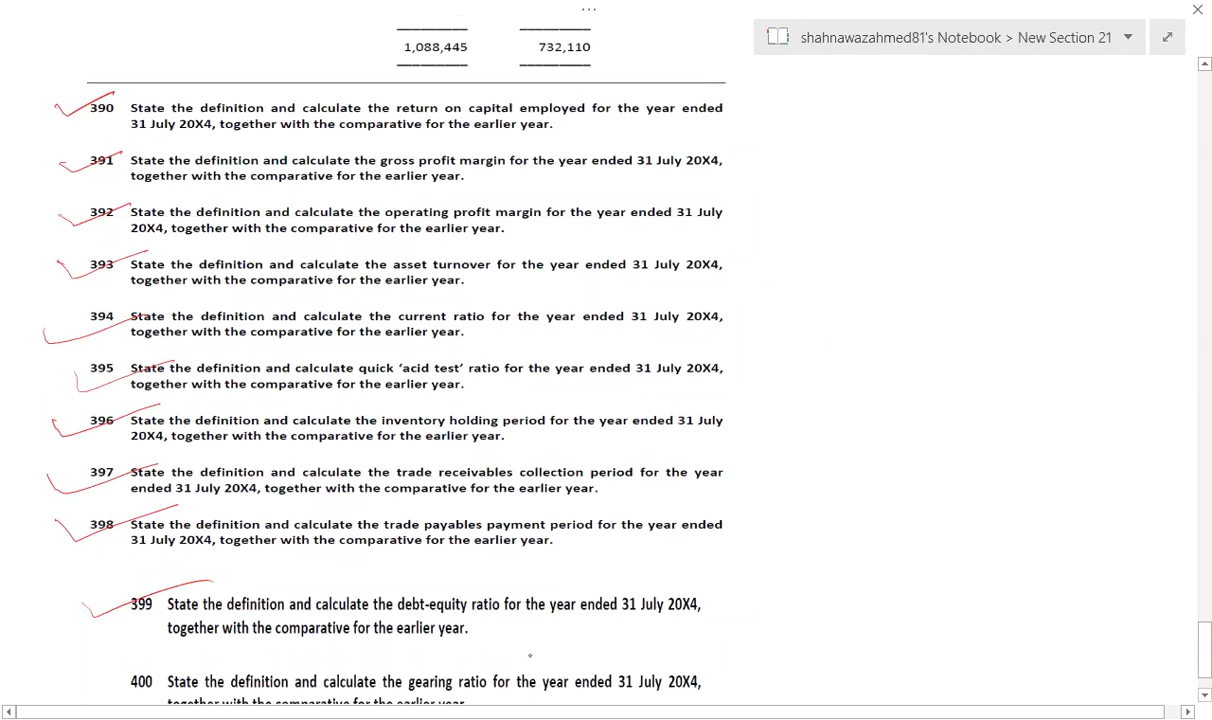 shahnawazahmed81's Notebook > New Section 21
1,088,445 732,110
390 State the definition and calculate the return on capital employed for the year ended
31 July 20X4, together with the comparative for the earlier year.
391 State the definition and calculate the gross profit margin for the year ended 31 July 20X4,
together with the comparative for the earlier year.
392 State the definition and calculate the operating profit margin for the year ended 31 July
20X4, together with the comparative for the earlier year.
393 State the definition and calculate the asset turnover for the year ended 31 July 20X4,
together with the comparative for the earlier year.
394 State the definition and calculate the current ratio for the year ended 31 July 20X4,
together with the comparative for the earlier year.
395 State the definition and calculate quick ‘acid test’ ratio for the year ended 31 July 20X4,
together with the comparative for the earlier year.
396 State the definition and calculate the inventory holding period for the year ended 31 July
20X4, together with the comparative for the earlier year.
397 State the definition and calculate the trade receivables collection period for the year
ended 31 July 20X4, together with the comparative for the earlier year.
398 State the definition and calculate the trade payables payment period for the year ended
31 July 20X4, together with the comparative for the earlier year.
399 State the definition and calculate the debt-equity ratio for the year ended 31 July 20X4,
together with the comparative for the earlier year.
400 State the definition and calculate the gearing ratio for the year ended 31 July 20X4,
together with the comparative for the earlier year.